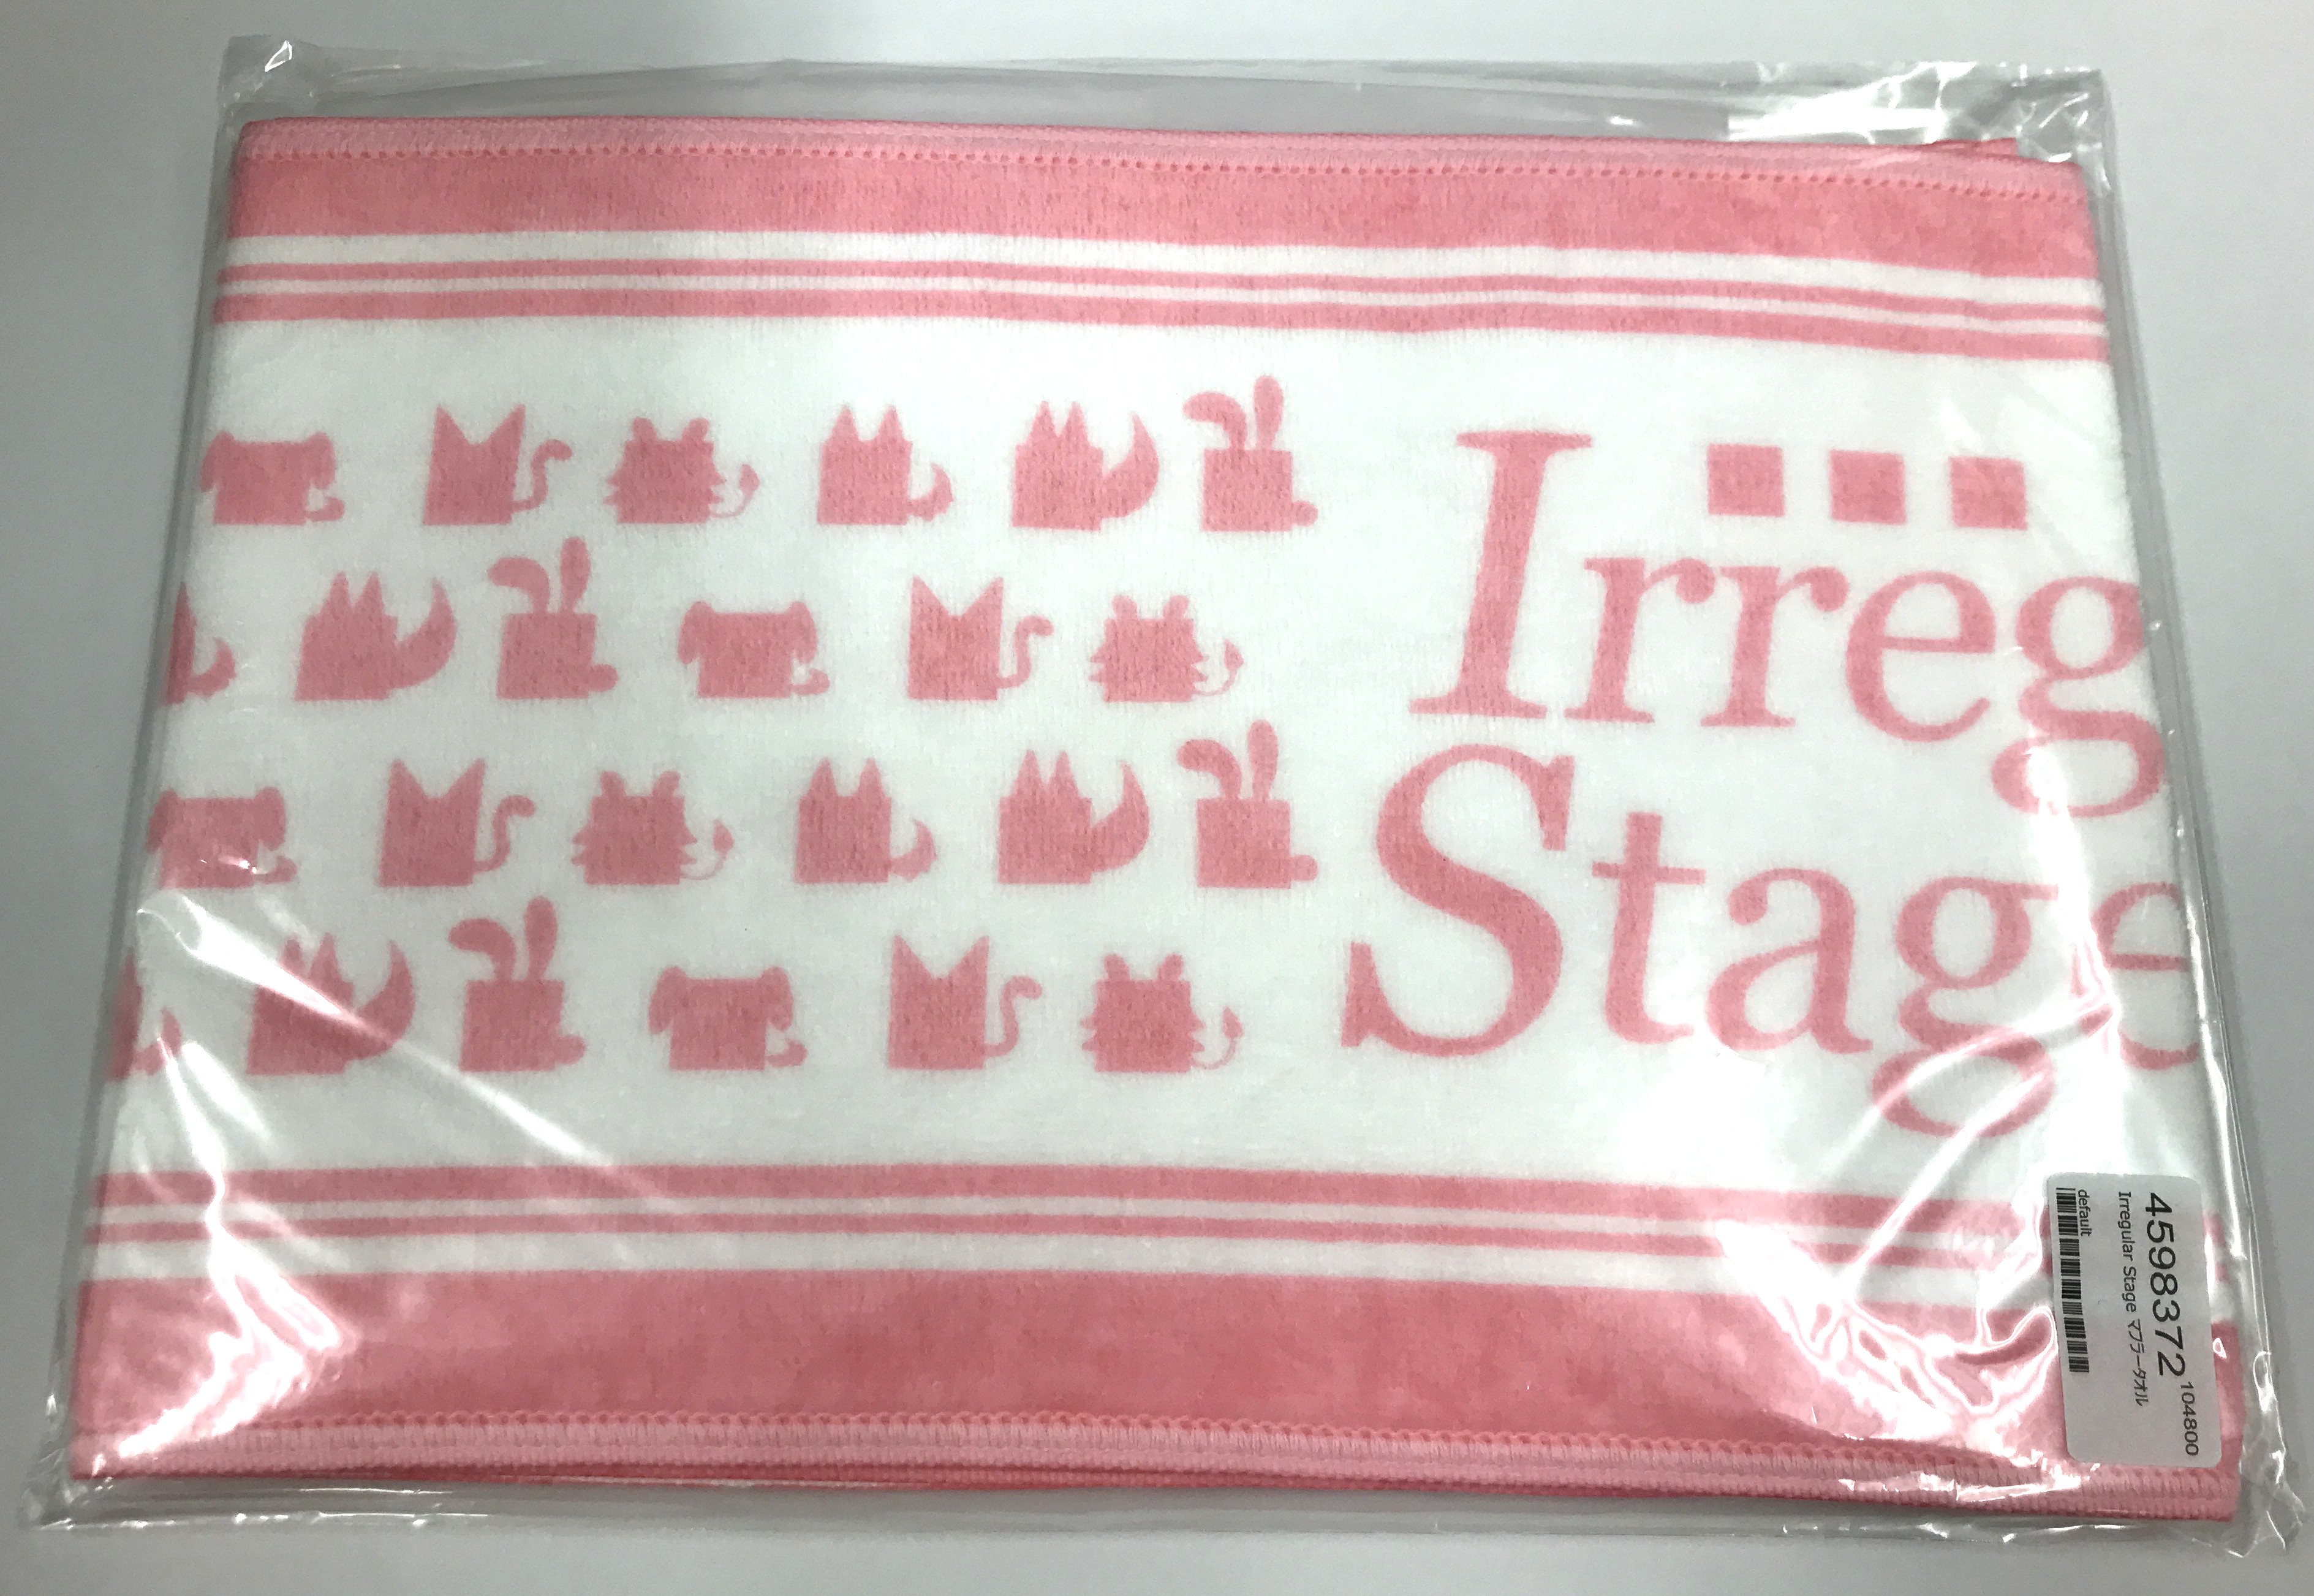 Irreg
Stage
4598372
104800
Irregular Stage マフラータオル
default